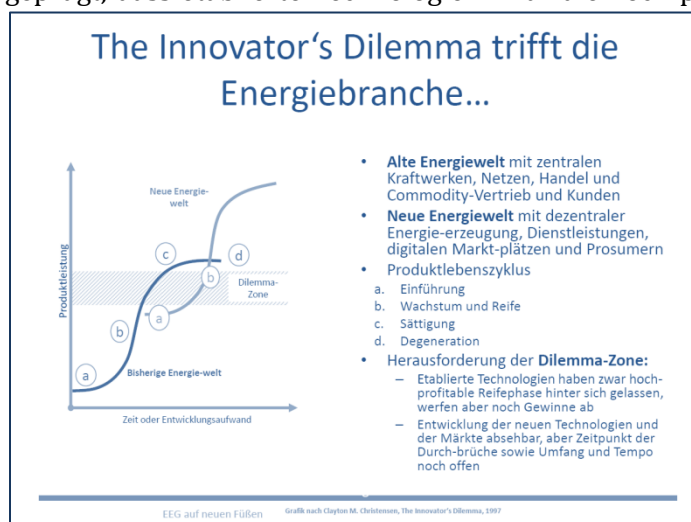 The Innovator‘s Dilemma trifft die
Energiebranche…
Neue Energie-
welt
Produktleistung
c
d
b
Dilemma-
Zone
a
b
a
Bisherige Energie-welt
Zeit oder Entwicklungsaufwand
• Alte Energiewelt mit zentralen
Kraftwerken, Netzen, Handel und
Commodity-Vertrieb und Kunden
• Neue Energiewelt mit dezentraler
Energie-erzeugung, Dienstleistungen,
digitalen Markt-plätzen und Prosumern
• Produktlebenszyklus
a. Einführung
b. Wachstum und Reife
c. Sättigung
d. Degeneration
• Herausforderung der Dilemma-Zone:
– Etablierte Technologien haben zwar hoch-
profitable Reifephase hinter sich gelassen,
werfen aber noch Gewinne ab
– Entwicklung der neuen Technologien und
der Märkte absehbar, aber Zeitpunkt der
Durch-brüche sowie Umfang und Tempo
noch offen
EEG auf neuen Füßen
Grafik nach Clayton M. Christensen, The Innovator‘s Dilemma, 1997